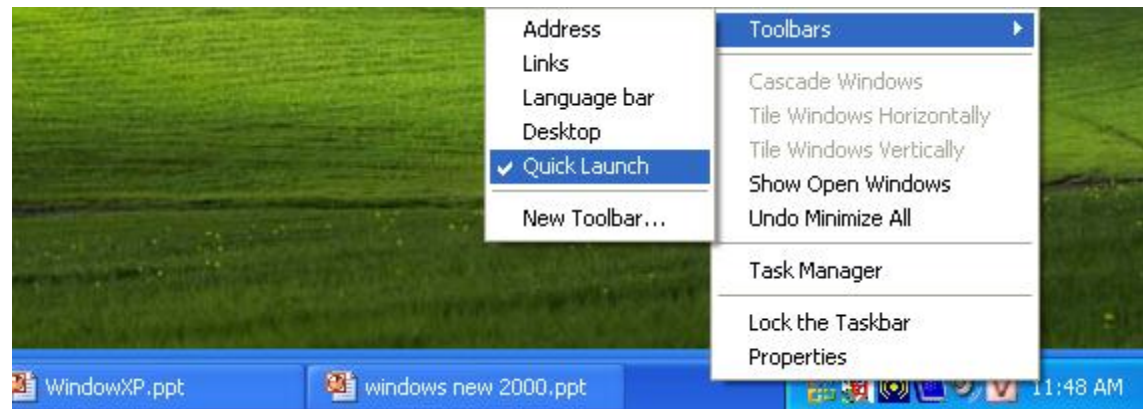 Address
Links
Language bar
Desktop
Quick Launch
New Toolbar...
Toolbars
Cascade Windows
Tile Windows Horizontally
Tile Windows Vertically
Show Open Windows
Undo Minimize All
Task Manager
Lock the Taskbar
Properties
WindowXP.ppt
windows new 2000.ppt
V
11:48 AM